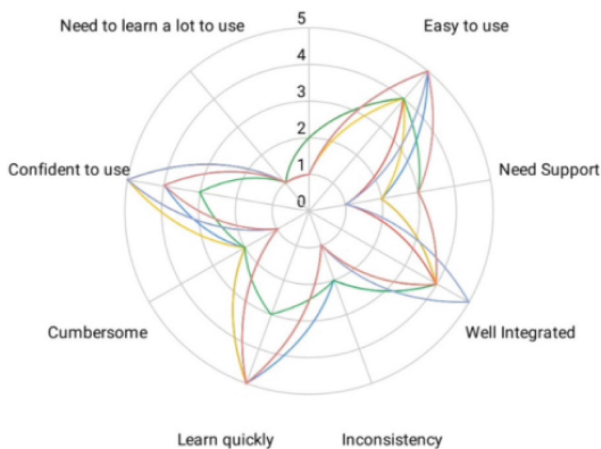 5
Need to learn a lot to use
Easy to use
4
3
2
Confident to use
Need Support
1
0
Cumbersome
Well Integrated
Learn quickly
Inconsistency